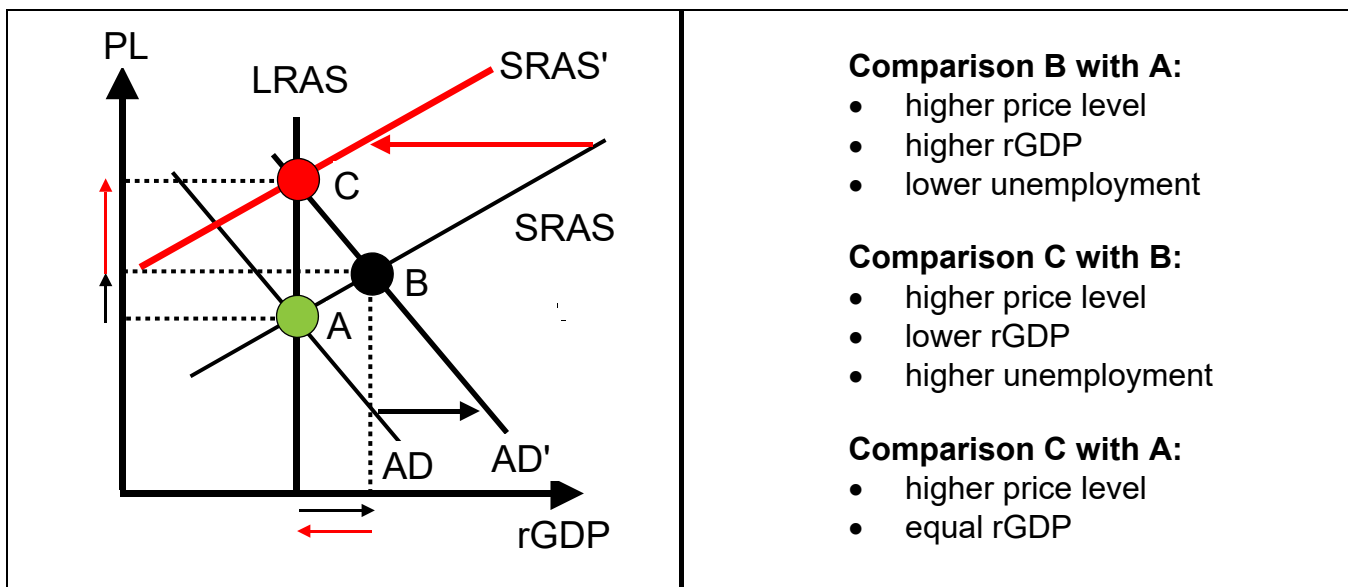 PL
SRAS'
LRAS
C
SRAS
B
A
AD
AD'
rGDP
Comparison B with A:
• higher price level
• higher rGDP
• lower unemployment
Comparison C with B:
• higher price level
• lower rGDP
• higher unemployment
Comparison C with A:
• higher price level
• equal rGDP